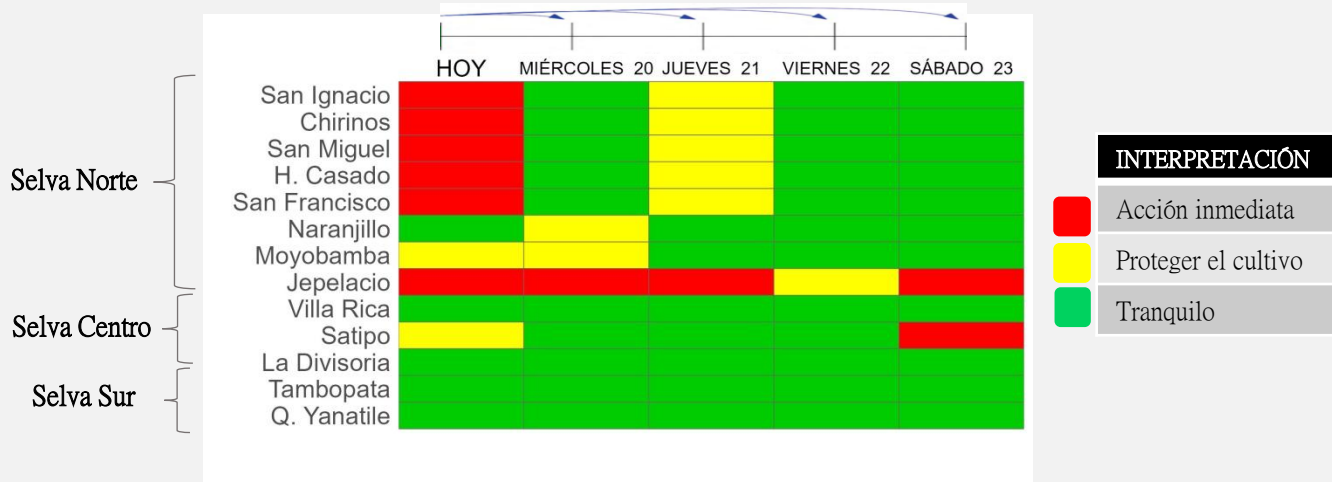 HOY MIÉRCOLES 20 JUEVES 21 VIERNES 22 SÁBADO 23
Selva Norte
San Ignacio
Chirinos
San Miguel
H. Casado
San Francisco
Naranjillo
Moyobamba
Jepelacio
Selva Centro
Villa Rica
Satipo
La Divisoria
Selva Sur
Tambopata
Q. Yanatile
INTERPRETACIÓN
Acción inmediata
Proteger el cultivo
Tranquilo